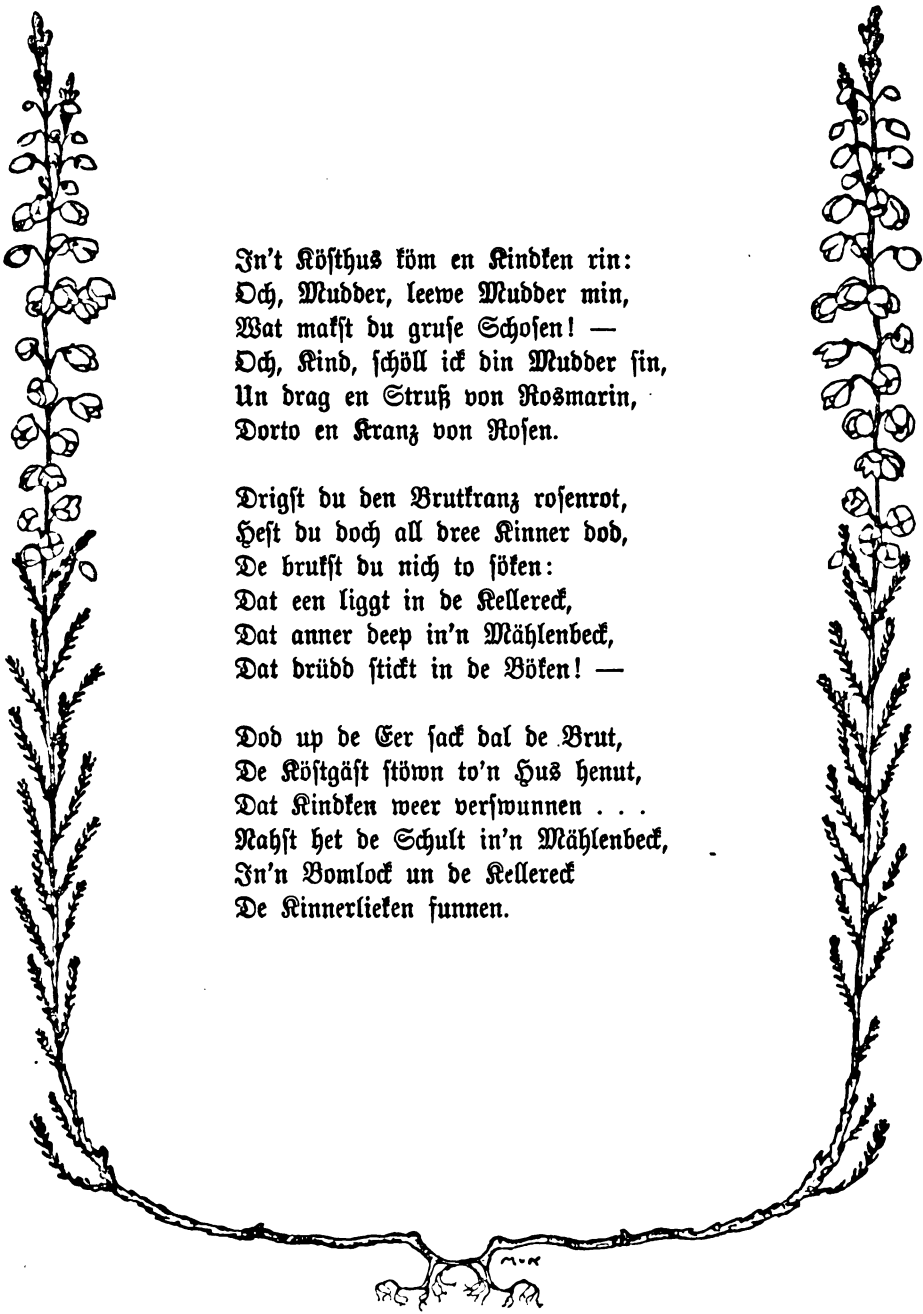 In't Kösthus köm en Kindken rin:
Och, Mudder, leewe Mudder min,
Wat makst du gruse Schosen! —
Och, Kind, schöll ick din Mudder sin,
Un drag en Struß von Rosmarin,
Dorto en Kranz von Rosen.

Drigst du den Brutkranz rosenrot,
Hest du doch all dree Kinner dod,
De brukst du nich to söken:
Dat een liggt in de Kellereck,
Dat anner deep in'n Mählenbeck,
Dat drüdd stickt in de Böken! —

Dod up de Eer sack dal de Brut,
De Köstgäst stöwn to'n Hus henut,
Dat Kindken weer verswunnen . . .
Nahst het de Schult in'n Mählenbeck,
In'n Bomlock un de Kellereck
De Kinnerlieken funnen.

MvK